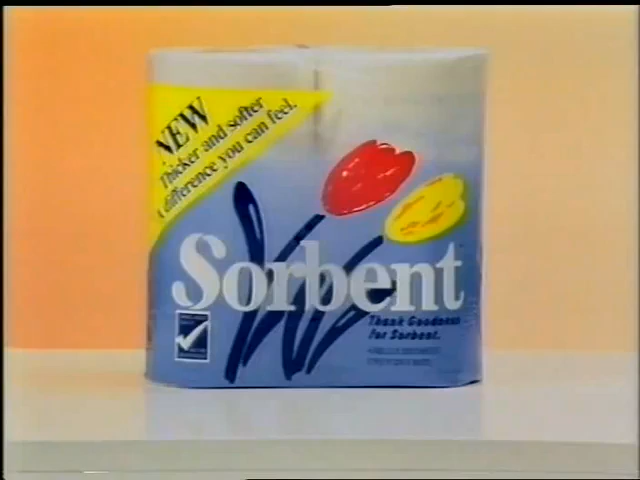 NEW
Thicker and softer
A difference you can feel.
Sorbent
Thank Goodness
for Sorbent.